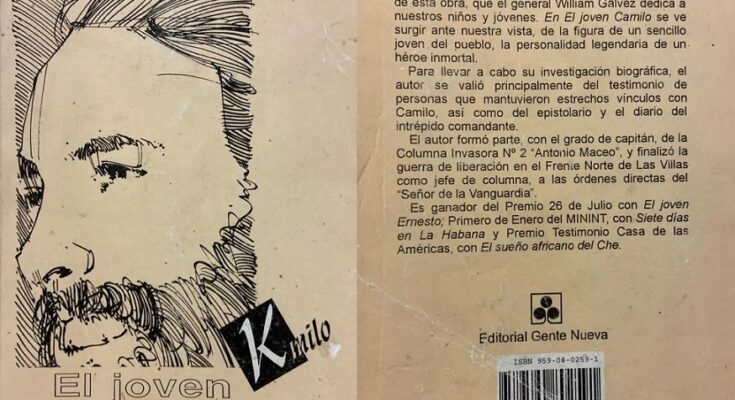 Kmilo
El joven
de esta obra, que el general William Gálvez dedica a
nuestros niños y jóvenes. En El joven Camilo se ve
surgir ante nuestra vista, de la figura de un sencillo
joven del pueblo, la personalidad legendaria de un
héroe inmortal.
Para llevar a cabo su investigación biográfica, el
autor se valió principalmente del testimonio de
personas que mantuvieron estrechos vínculos con
Camilo, así como del epistolario y el diario del
intrépido comandante.
El autor formó parte, con el grado de capitán, de la
Columna Invasora Nº 2 “Antonio Maceo”, y finalizó la
guerra de liberación en el Frente Norte de Las Villas
como jefe de columna, a las órdenes directas del
“Señor de la Vanguardia”.
Es ganador del Premio 26 de Julio con El joven
Ernesto; Primero de Enero del MININT, con Siete días
en La Habana y Premio Testimonio Casa de las
Américas, con El sueño africano del Che.
Editorial Gente Nueva
ISBN 959-08-0259-1